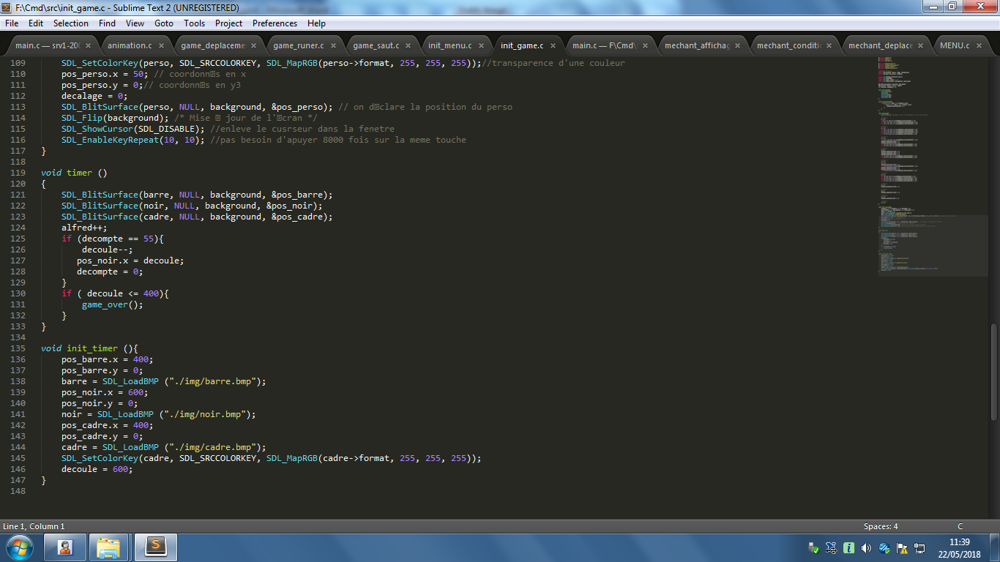 F:\Cmd\src\init_game.c - Sublime Text 2 (UNREGISTERED)
File Edit Selection Find View Goto Tools Project Preferences Help
main.c — srv1-20 × animation.c × game_deplaceme × game_runer.c × game_saut.c × init_menu.c × init_game.c × main.c — F:\Cmd\ × mechant_affichag × mechant_conditi × mechant_deplac × MENU.c ×
109 SDL_SetColorKey(perso, SDL_SRCCOLORKEY, SDL_MapRGB(perso->format, 255, 255, 255));//transparence d'une couleur
110 pos_perso.x = 50; // coordonn�s en x
111 pos_perso.y = 0;// coordonn�s en y3
112 decalage = 0;
113 SDL_BlitSurface(perso, NULL, background, &pos_perso); // on d�clare la position du perso
114 SDL_Flip(background); /* Mise � jour de l'�cran */
115 SDL_ShowCursor(SDL_DISABLE); //enleve le cusrseur dans la fenetre
116 SDL_EnableKeyRepeat(10, 10); //pas besoin d'apuyer 8000 fois sur la meme touche
117 }
118
119 void timer ()
120 {
121 SDL_BlitSurface(barre, NULL, background, &pos_barre);
122 SDL_BlitSurface(noir, NULL, background, &pos_noir);
123 SDL_BlitSurface(cadre, NULL, background, &pos_cadre);
124 alfred++;
125 if (decompte == 55){
126 decoule--;
127 pos_noir.x = decoule;
128 decompte = 0;
129 }
130 if ( decoule <= 400){
131 game_over();
132 }
133 }
134
135 void init_timer (){
136 pos_barre.x = 400;
137 pos_barre.y = 0;
138 barre = SDL_LoadBMP ("./img/barre.bmp");
139 pos_noir.x = 600;
140 pos_noir.y = 0;
141 noir = SDL_LoadBMP ("./img/noir.bmp");
142 pos_cadre.x = 400;
143 pos_cadre.y = 0;
144 cadre = SDL_LoadBMP ("./img/cadre.bmp");
145 SDL_SetColorKey(cadre, SDL_SRCCOLORKEY, SDL_MapRGB(cadre->format, 255, 255, 255));
146 decoule = 600;
147 }
148
Line 1, Column 1 Spaces: 4 C
11:39
22/05/2018